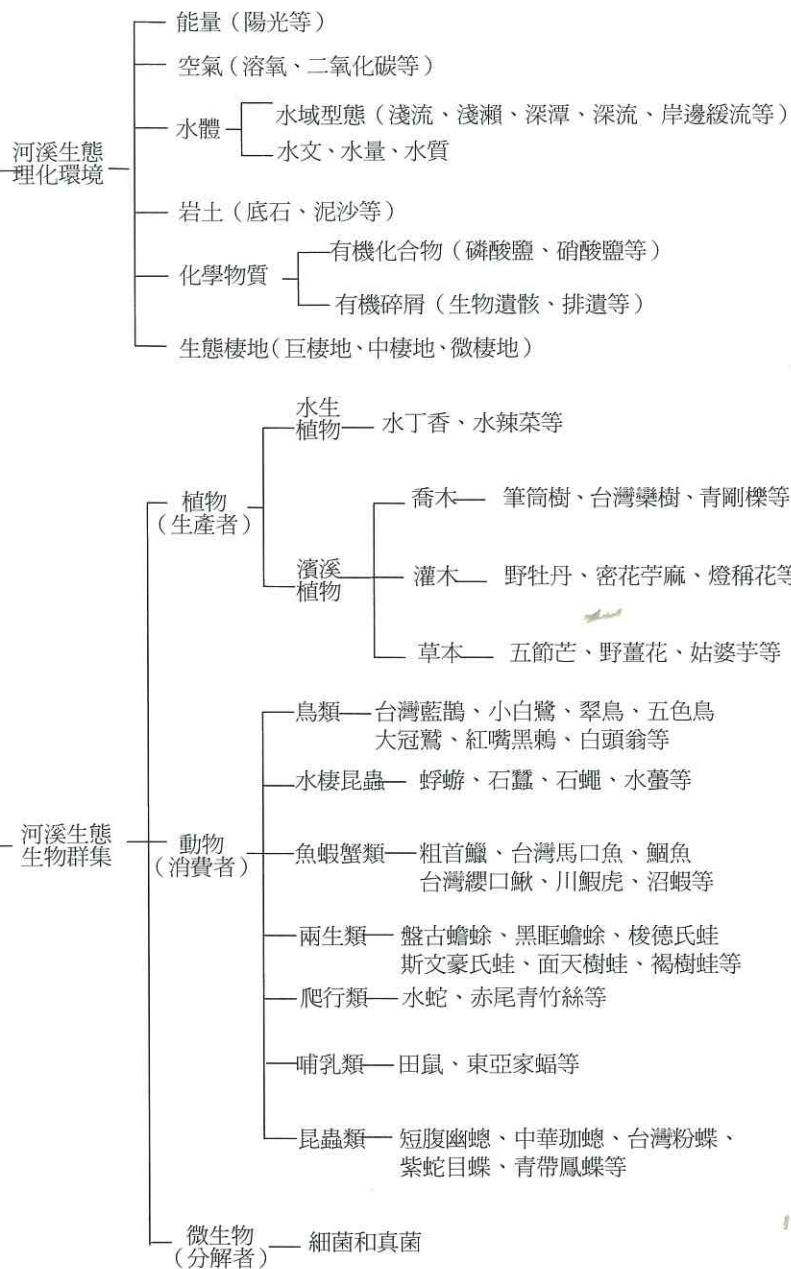 能量（陽光等）
空氣（溶氧、二氧化碳等）
水體
水域型態（淺流、淺瀨、深潭、深流、岸邊緩流等）
水文、水量、水質
河溪生態
理化環境
岩土（底石、泥沙等）
化學物質
有機化合物（磷酸鹽、硝酸鹽等）
有機碎屑（生物遺骸、排遺等）
生態棲地（巨棲地、中棲地、微棲地）
水生
植物
水丁香、水辣菜等
植物
（生產者）
喬木
筆筒樹、台灣欒樹、青剛櫟等
濱溪
植物
灌木
野牡丹、密花苧麻、燈稱花等
草本
五節芒、野薑花、姑婆芋等
鳥類
台灣藍鵲、小白鷺、翠鳥、五色鳥
大冠鷲、紅嘴黑鵯、白頭翁等
水棲昆蟲
蜉蝣、石蠶、石蠅、水蠆等
河溪生態
生物群集
動物
（消費者）
魚蝦蟹類
粗首鱲、台灣馬口魚、鯝魚
台灣纓口鰍、川鰕虎、沼蝦等
兩生類
盤古蟾蜍、黑眶蟾蜍、梭德氏蛙
斯文豪氏蛙、面天樹蛙、褐樹蛙等
爬行類
水蛇、赤尾青竹絲等
哺乳類
田鼠、東亞家蝠等
昆蟲類
短腹幽蟌、中華珈蟌、台灣粉蝶、
紫蛇目蝶、青帶鳳蝶等
微生物
（分解者）
細菌和真菌